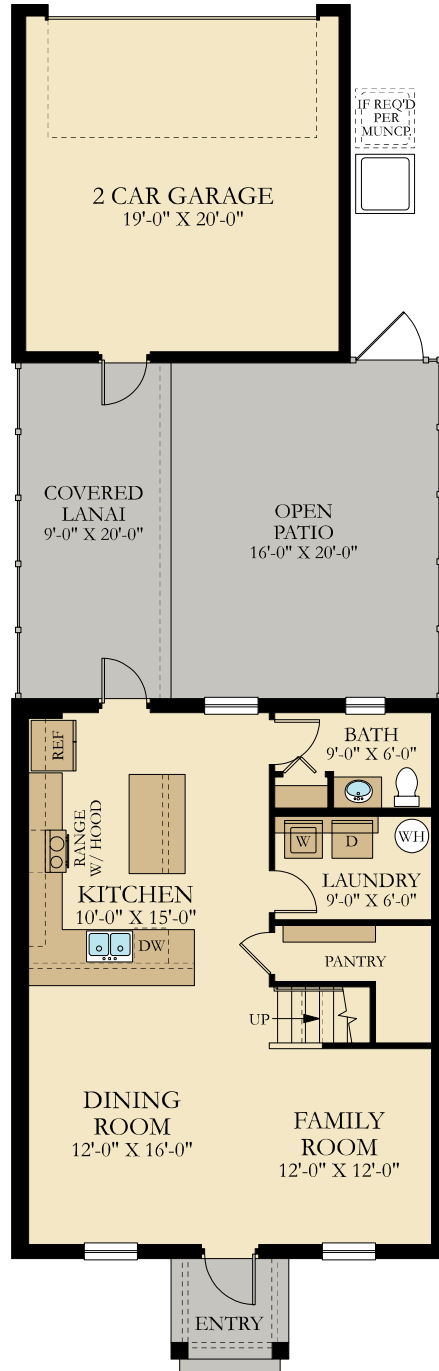 IF REQ'D
PER
MUNCP.
2 CAR GARAGE
19'-0" X 20'-0"
COVERED
LANAI
9'-0" X 20'-0"
OPEN
PATIO
16'-0" X 20'-0"
REF
BATH
9'-0" X 6'-0"
RANGE
W/ HOOD
W
D
WH
LAUNDRY
9'-0" X 6'-0"
KITCHEN
10'-0" X 15'-0"
DW
PANTRY
UP
DINING
ROOM
12'-0" X 16'-0"
FAMILY
ROOM
12'-0" X 12'-0"
ENTRY